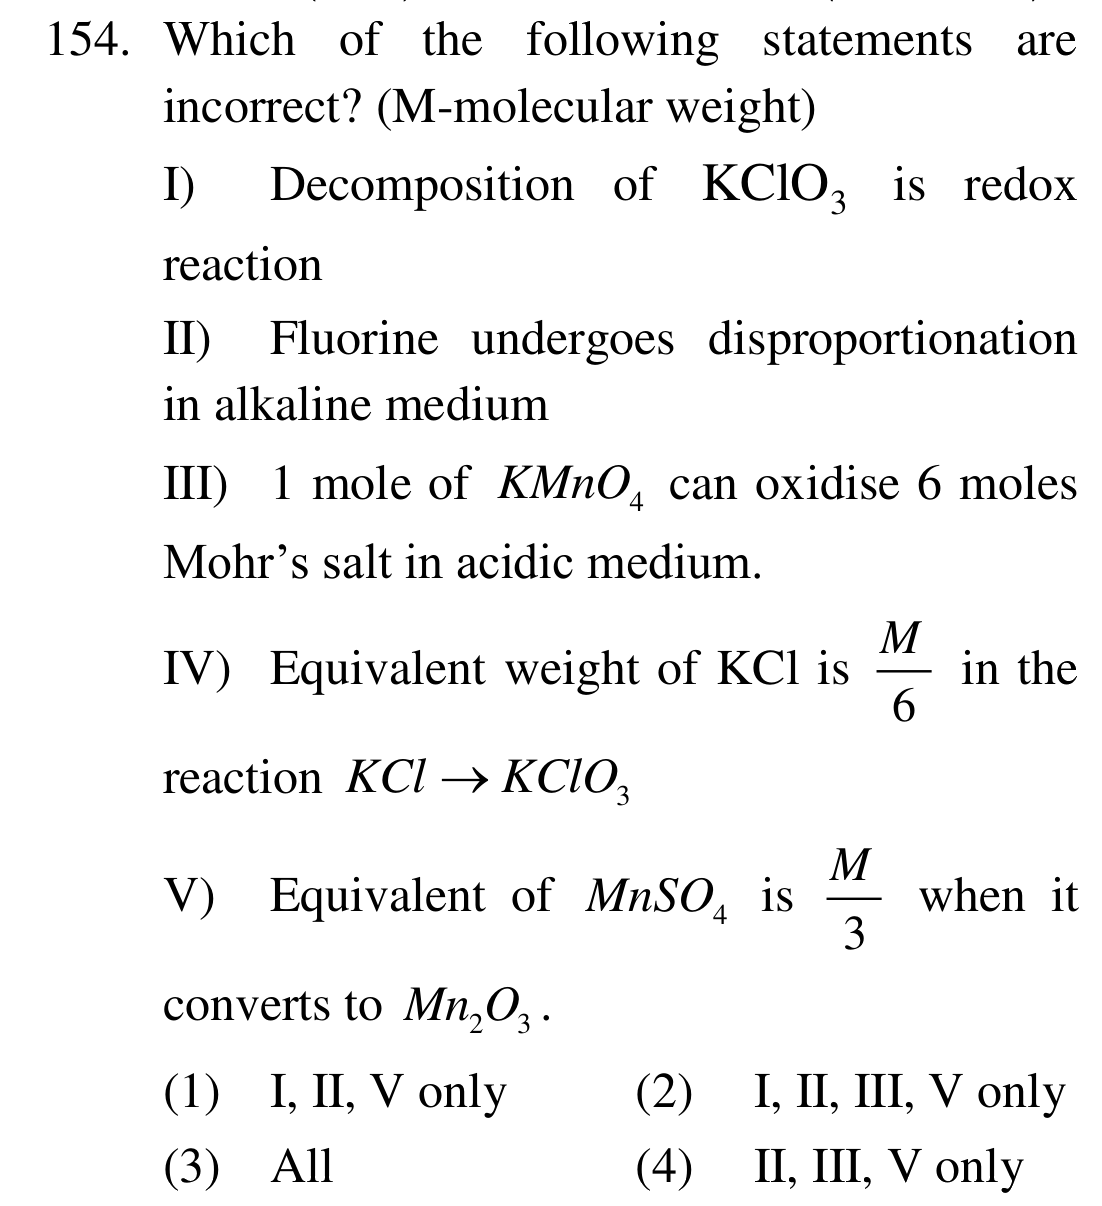 154. Which of the following statements are
incorrect? (M-molecular weight)
I) Decomposition of KClO₃ is redox
reaction
II) Fluorine undergoes disproportionation
in alkaline medium
III) 1 mole of KMnO₄ can oxidise 6 moles
Mohr’s salt in acidic medium.
IV) Equivalent weight of KCl is M/6 in the
reaction KCl → KClO₃
V) Equivalent of MnSO₄ is M/3 when it
converts to Mn₂O₃.
(1) I, II, V only (2) I, II, III, V only
(3) All (4) II, III, V only